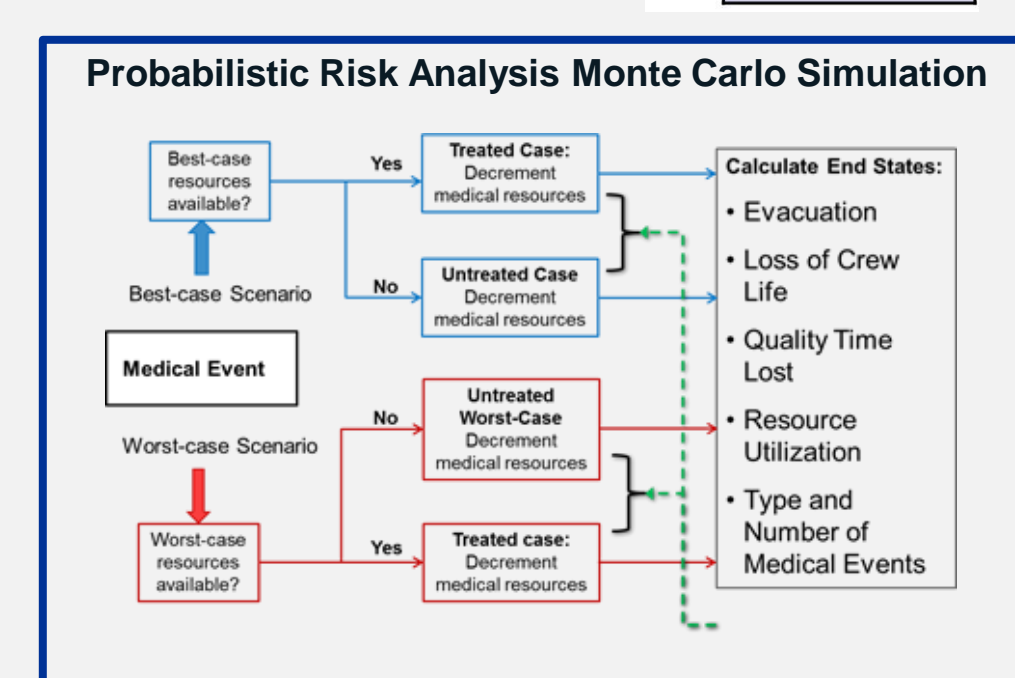 Probabilistic Risk Analysis Monte Carlo Simulation
Best-case
resources
available?
Yes
Treated Case:
Decrement
medical resources
Best-case Scenario
No
Untreated Case
Decrement
medical resources
Medical Event
Worst-case Scenario
No
Untreated
Worst-Case
Decrement
medical resources
Worst-case
resources
available?
Yes
Treated case:
Decrement
medical resources
Calculate End States:
• Evacuation
• Loss of Crew
Life
• Quality Time
Lost
• Resource
Utilization
• Type and
Number of
Medical Events